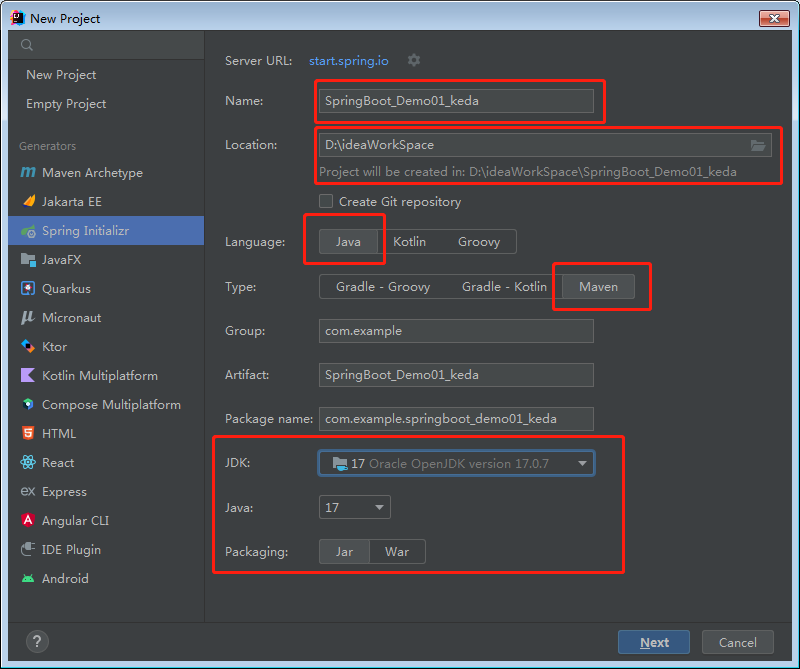 New Project
New Project
Empty Project
Generators
Maven Archetype
Jakarta EE
Spring Initializr
JavaFX
Quarkus
Micronaut
Ktor
Kotlin Multiplatform
Compose Multiplatform
HTML
React
Express
Angular CLI
IDE Plugin
Android
Server URL: start.spring.io
Name: SpringBoot_Demo01_keda
Location: D:\ideaWorkSpace
Project will be created in: D:\ideaWorkSpace\SpringBoot_Demo01_keda
Create Git repository
Language: Java Kotlin Groovy
Type: Gradle - Groovy Gradle - Kotlin Maven
Group: com.example
Artifact: SpringBoot_Demo01_keda
Package name: com.example.springboot_demo01_keda
JDK: 17 Oracle OpenJDK version 17.0.7
Java: 17
Packaging: Jar War
? Next Cancel